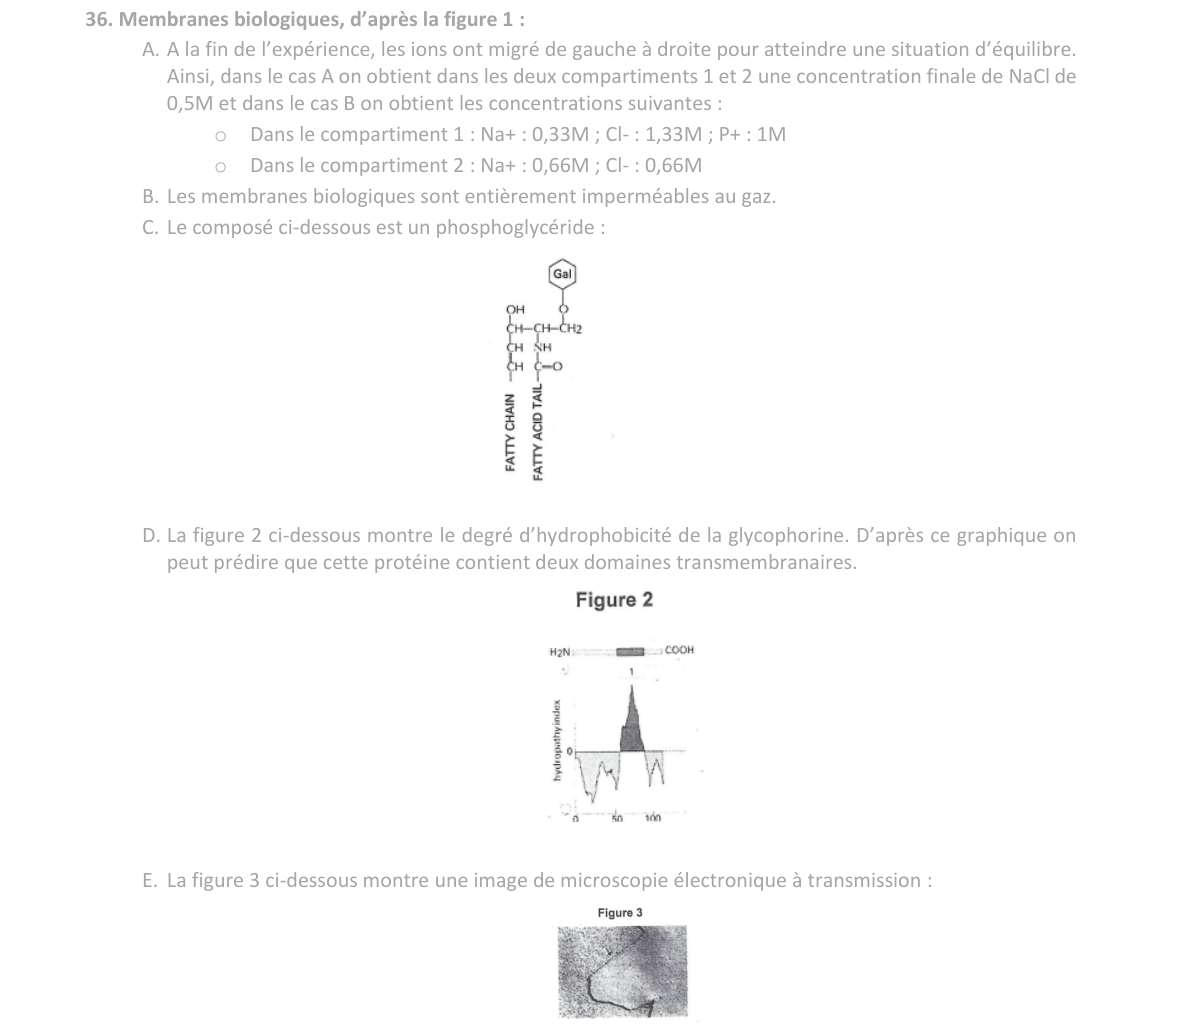 36. Membranes biologiques, d’après la figure 1 :
A. A la fin de l’expérience, les ions ont migré de gauche à droite pour atteindre une situation d’équilibre.
Ainsi, dans le cas A on obtient dans les deux compartiments 1 et 2 une concentration finale de NaCl de
0,5M et dans le cas B on obtient les concentrations suivantes :
○ Dans le compartiment 1 : Na+ : 0,33M ; Cl- : 1,33M ; P+ : 1M
○ Dans le compartiment 2 : Na+ : 0,66M ; Cl- : 0,66M
B. Les membranes biologiques sont entièrement imperméables au gaz.
C. Le composé ci-dessous est un phosphoglycéride :
Gal
OH O
CH-CH-CH2
CH NH
CH C=O
FATTY CHAIN
FATTY ACID TAIL
D. La figure 2 ci-dessous montre le degré d’hydrophobicité de la glycophorine. D’après ce graphique on
peut prédire que cette protéine contient deux domaines transmembranaires.
Figure 2
H2N COOH
1
hydropathy index
0
0 50 100
E. La figure 3 ci-dessous montre une image de microscopie électronique à transmission :
Figure 3